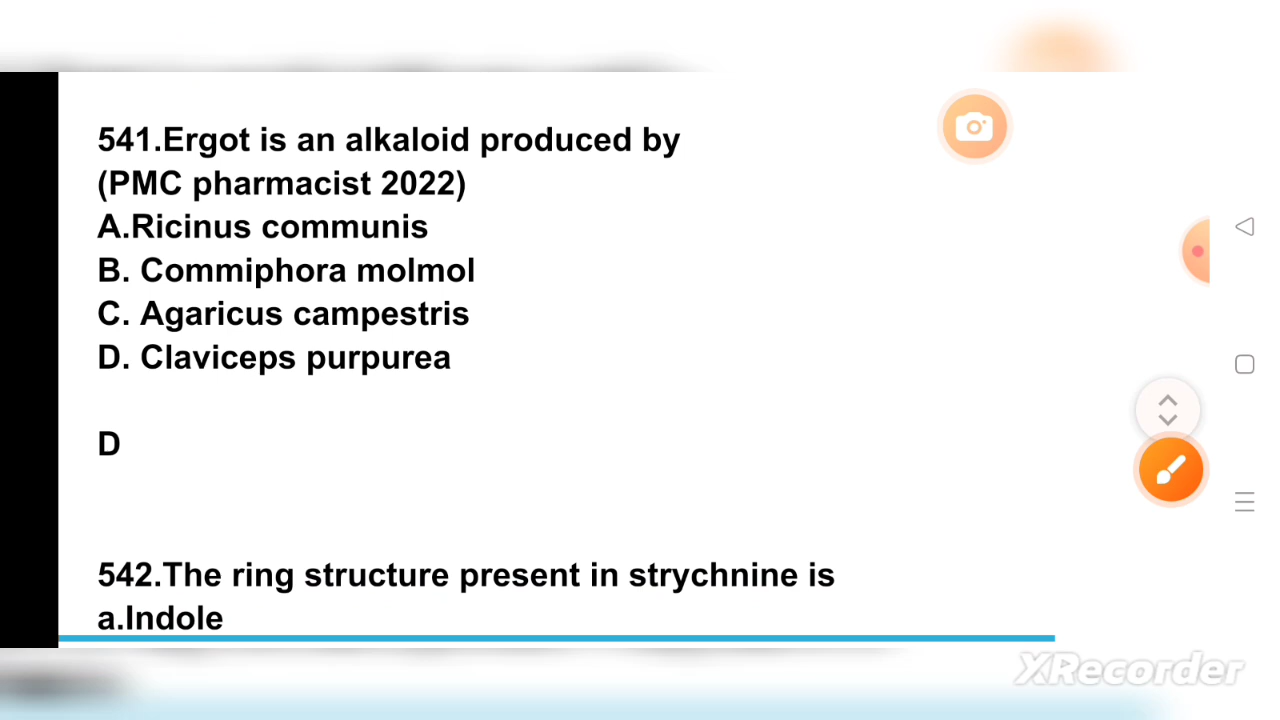 541.Ergot is an alkaloid produced by
(PMC pharmacist 2022)
A.Ricinus communis
B. Commiphora molmol
C. Agaricus campestris
D. Claviceps purpurea
D
542.The ring structure present in strychnine is
a.Indole
XRecorder